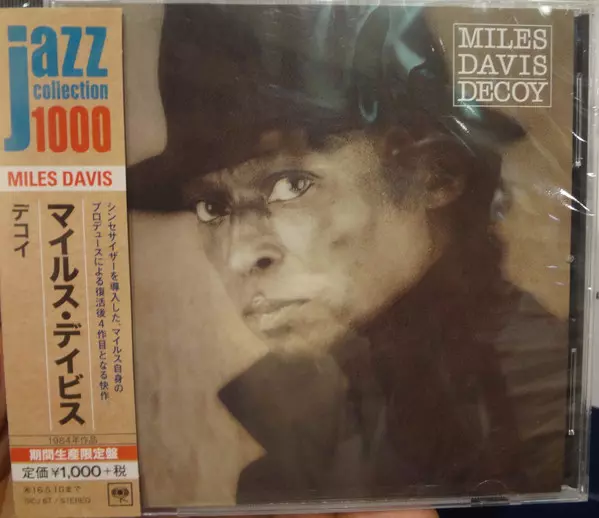 jazz
collection
1000
MILES DAVIS
マイルス・デイビス
デコイ
シンセサイザーを導入した、マイルス自身の
プロデュースによる復活後4作目となる快作
1984年作品
期間生産限定盤
定価¥1,000+税
MILES
DAVIS
DECOY